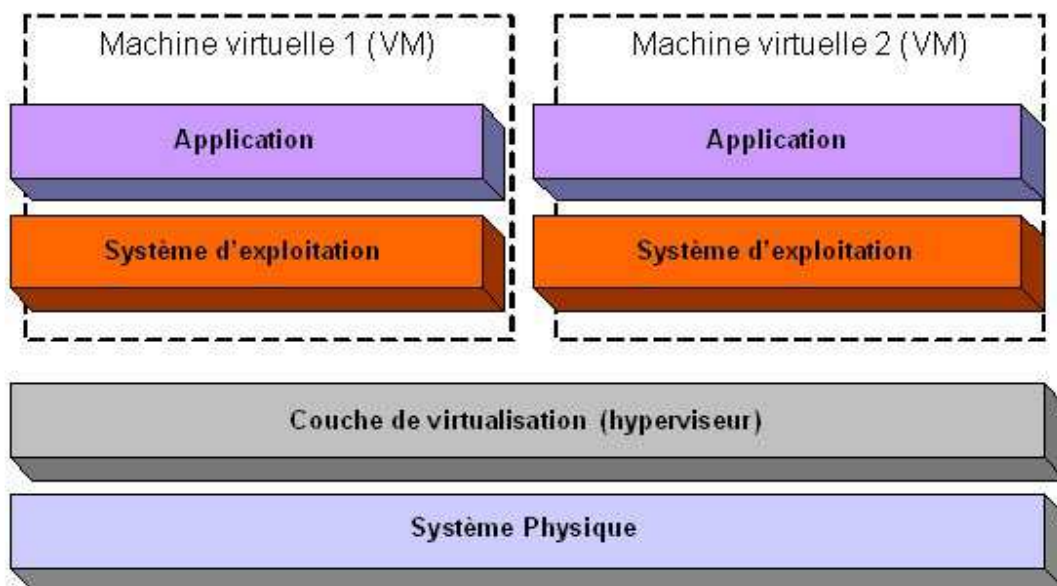 Machine virtuelle 1 (VM)
Machine virtuelle 2 (VM)
Application
Application
Système d'exploitation
Système d'exploitation
Couche de virtualisation (hyperviseur)
Système Physique